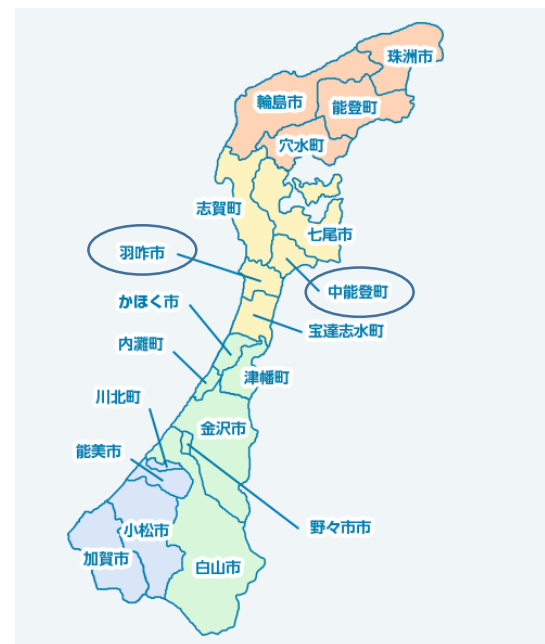 珠洲市
輪島市
能登町
穴水町
志賀町
七尾市
羽咋市
中能登町
かほく市
宝達志水町
内灘町
津幡町
川北町
金沢市
能美市
小松市
野々市市
加賀市
白山市